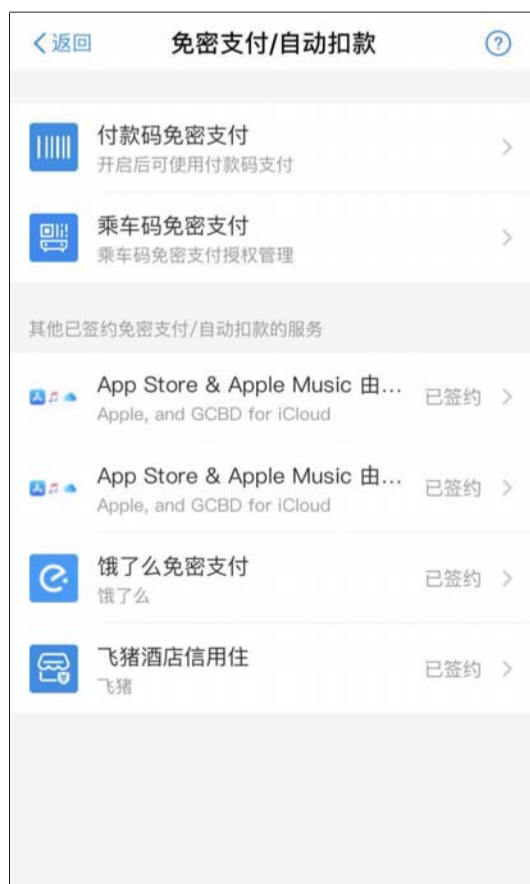 返回
免密支付/自动扣款
?
付款码免密支付
开启后可使用付款码支付
乘车码免密支付
乘车码免密支付授权管理
其他已签约免密支付/自动扣款的服务
App Store & Apple Music 由...
已签约
Apple, and GCBD for iCloud
App Store & Apple Music 由...
已签约
Apple, and GCBD for iCloud
饿了么免密支付
已签约
饿了么
飞猪酒店信用住
已签约
飞猪